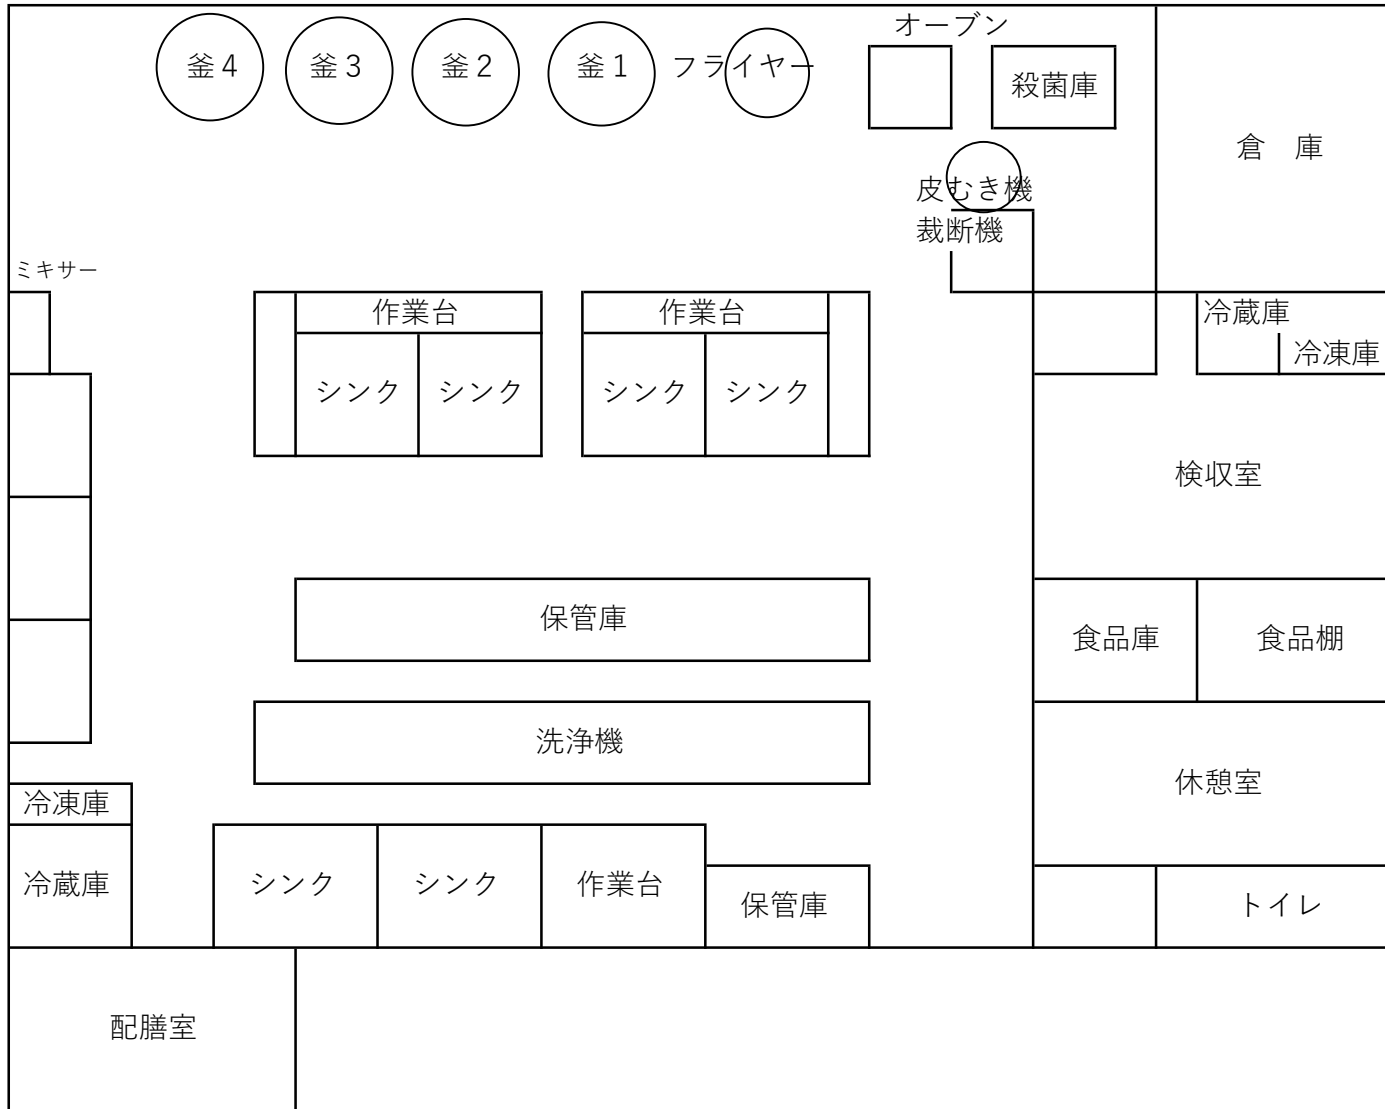 オーブン
釜４
釜３
釜２
釜１
フライヤー
殺菌庫
倉　庫
皮むき機
裁断機
ミキサー
作業台
作業台
冷蔵庫
冷凍庫
シンク
シンク
シンク
シンク
検収室
保管庫
食品庫
食品棚
洗浄機
休憩室
冷凍庫
冷蔵庫
シンク
シンク
作業台
保管庫
トイレ
配膳室